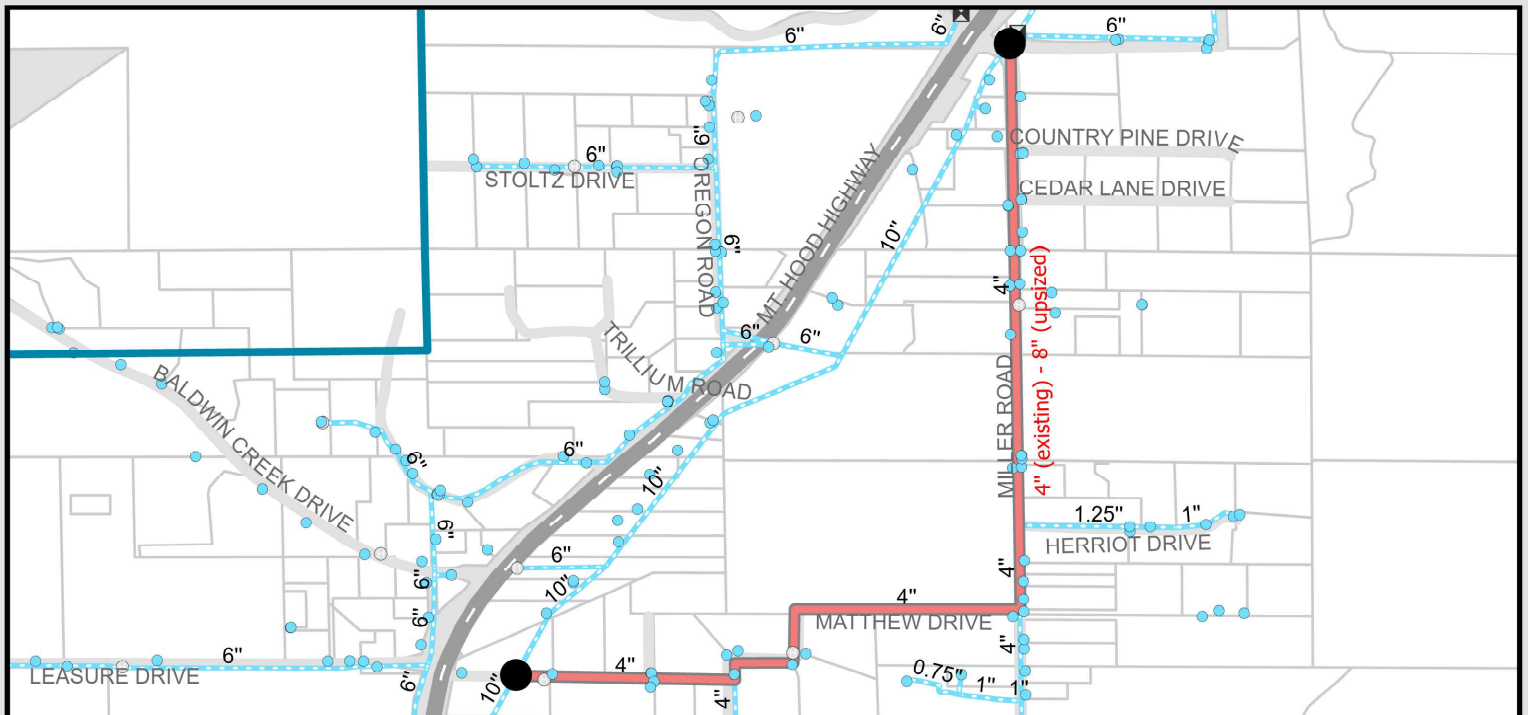 6"
6"
6"
COUNTRY PINE DRIVE
6"
6"
STOLTZ DRIVE
OREGON ROAD
CEDAR LANE DRIVE
MT. HOOD HIGHWAY
10"
6"
4"
4" (existing) - 8" (upsized)
MILLER ROAD
6"
6"
TRILLIUM ROAD
BALDWIN CREEK DRIVE
6"
6"
10"
6"
1.25"
1"
HERRIOT DRIVE
6"
6"
10"
4"
4"
6"
MATTHEW DRIVE
4"
6"
LEASURE DRIVE
6"
10"
4"
4"
0.75"
1"
1"